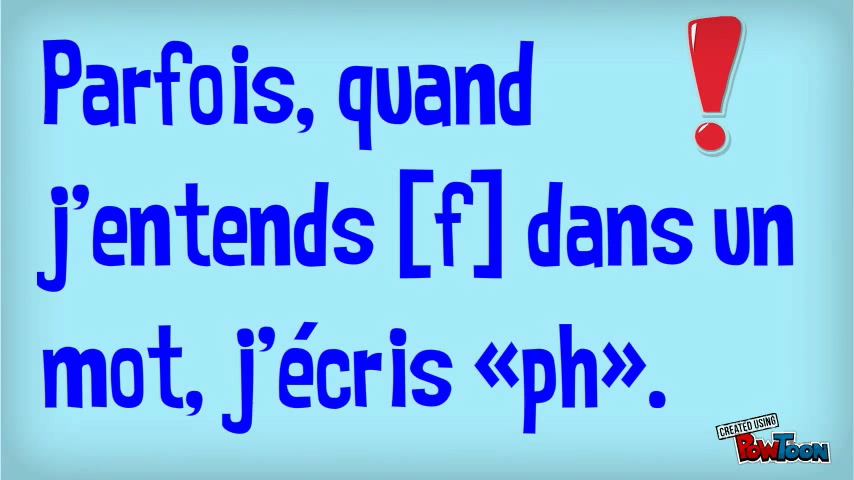 Parfois, quand
j'entends [f] dans un
mot, j'écris «ph».
CREATED USING
POWTOON